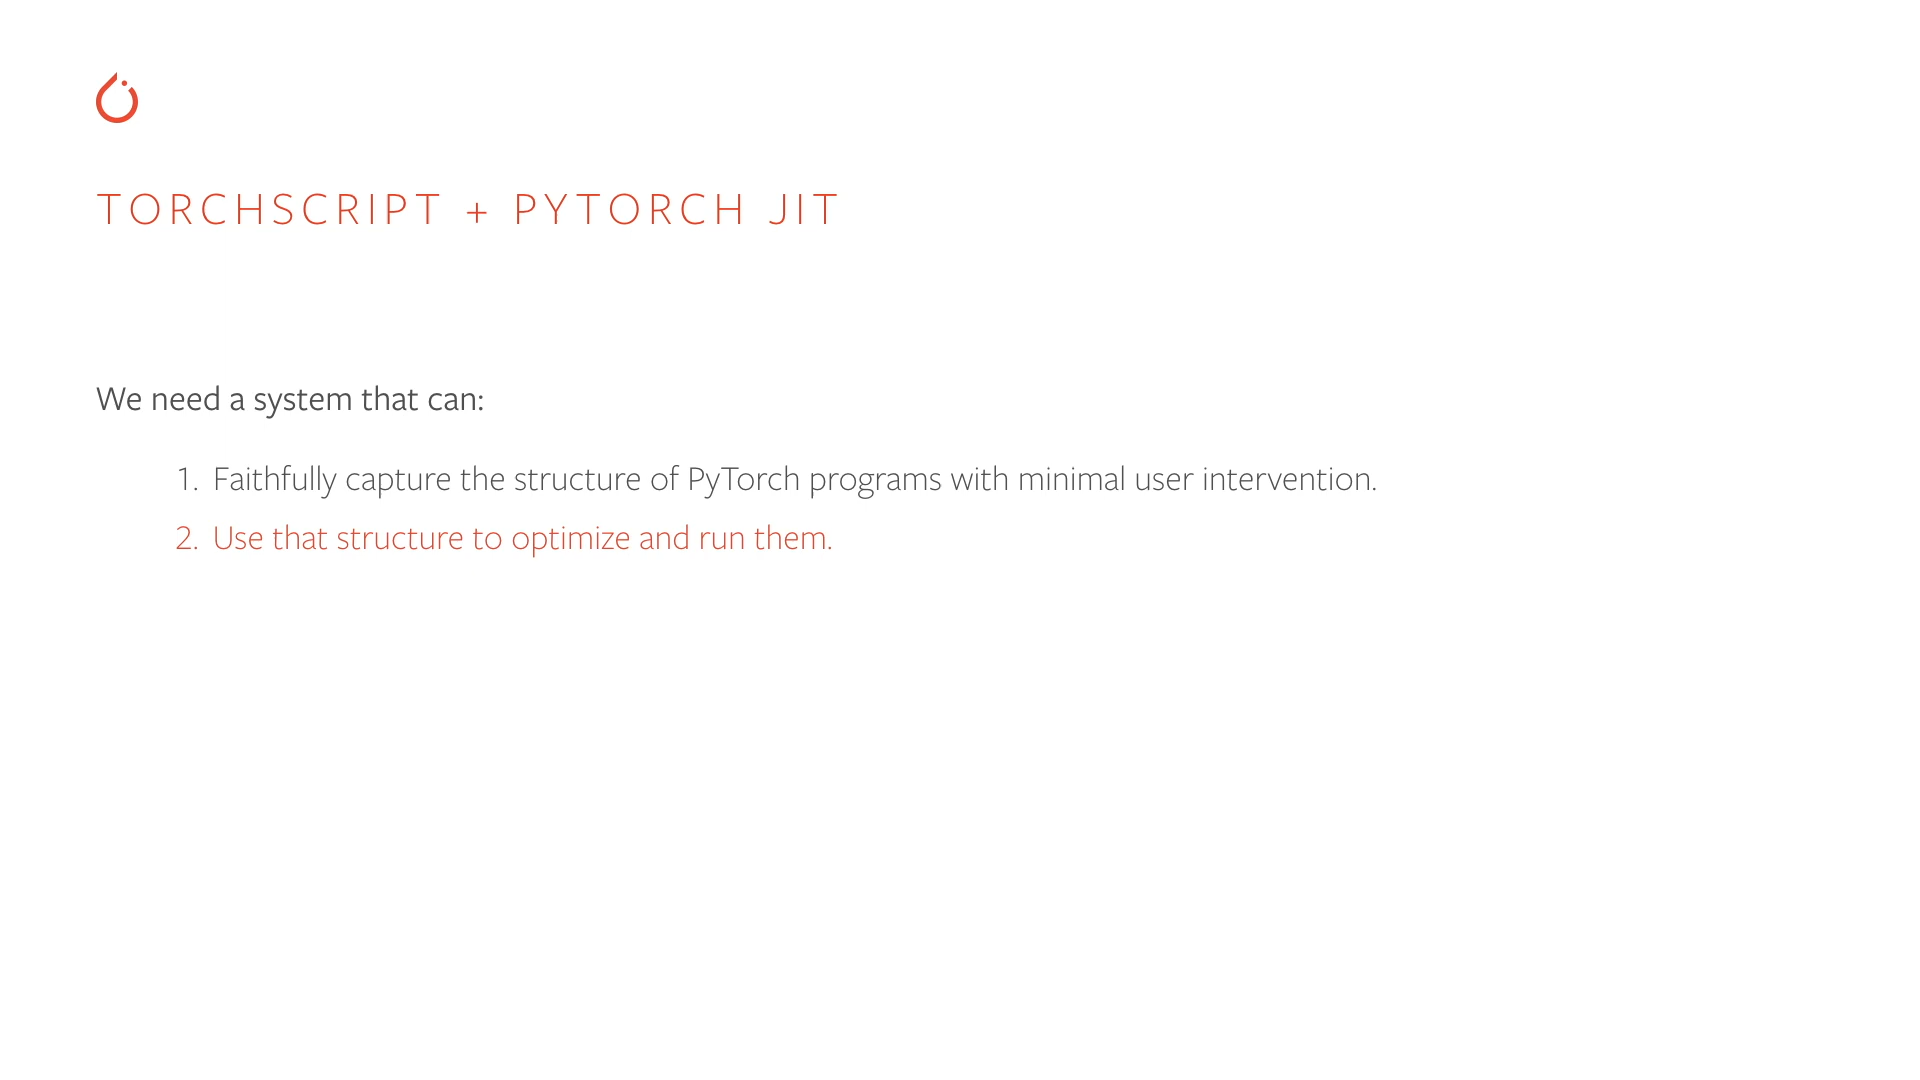 TORCHSCRIPT + PYTORCH JIT
We need a system that can:
1. Faithfully capture the structure of PyTorch programs with minimal user intervention.
2. Use that structure to optimize and run them.